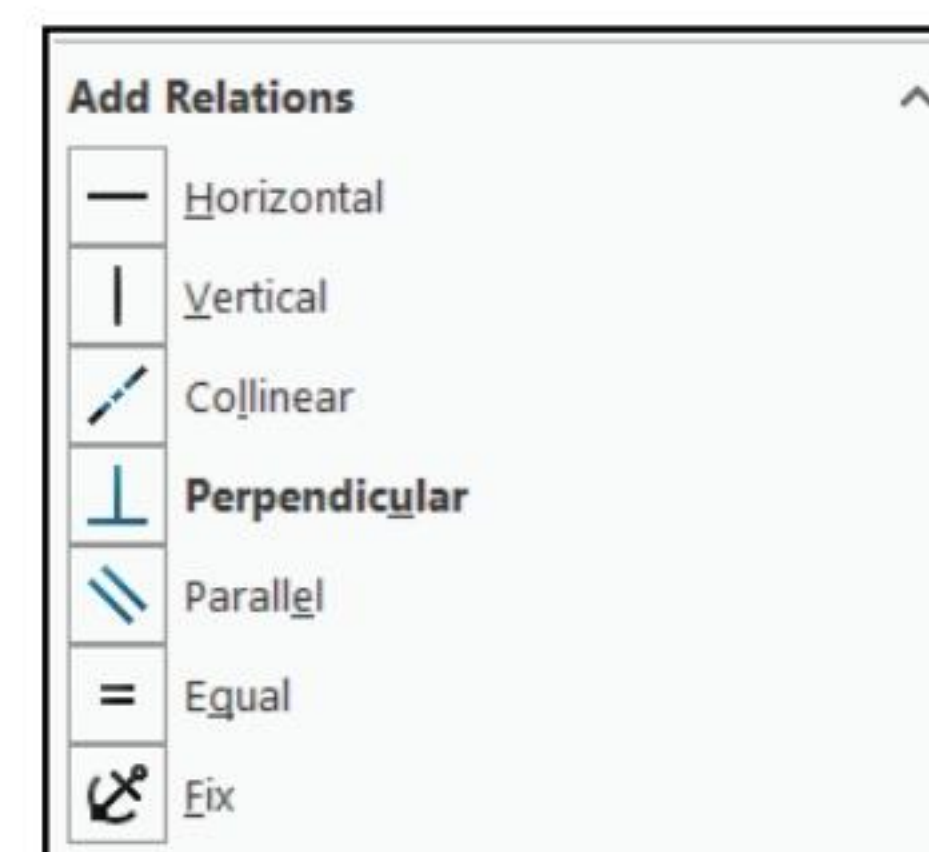 Add Relations
Horizontal
Vertical
Collinear
Perpendicular
Parallel
Equal
Fix